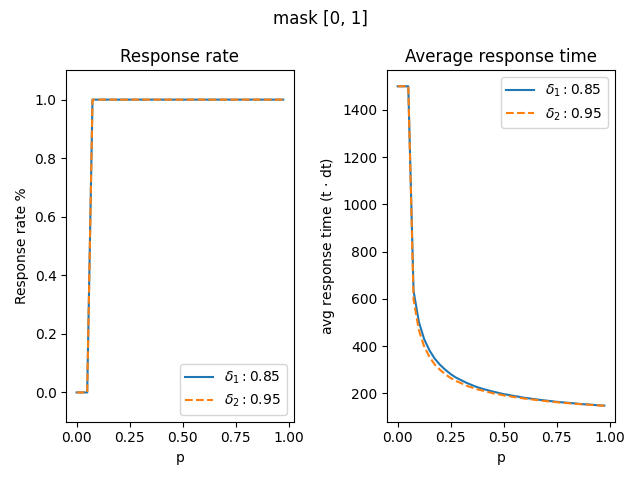 mask [0, 1]
Response rate
Response rate %
1.0
0.8
0.6
0.4
0.2
0.0
0.00 0.25 0.50 0.75 1.00
p
δ₁ : 0.85
δ₂ : 0.95
Average response time
avg response time (t · dt)
1400
1200
1000
800
600
400
200
0.00 0.25 0.50 0.75 1.00
p
δ₁ : 0.85
δ₂ : 0.95